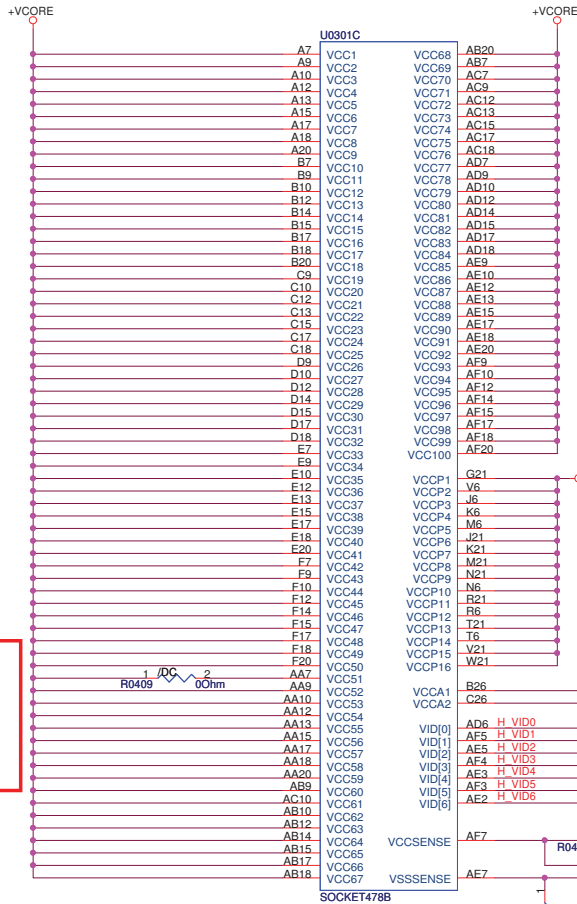 +VCORE +VCORE
U0301C
A7 VCC1 VCC68 AB20
A9 VCC2 VCC69 AB7
A10 VCC3 VCC70 AC7
A12 VCC4 VCC71 AC9
A13 VCC5 VCC72 AC12
A15 VCC6 VCC73 AC13
A17 VCC7 VCC74 AC15
A18 VCC8 VCC75 AC17
A20 VCC9 VCC76 AC18
B7 VCC10 VCC77 AD7
B9 VCC11 VCC78 AD9
B10 VCC12 VCC79 AD10
B12 VCC13 VCC80 AD12
B14 VCC14 VCC81 AD14
B15 VCC15 VCC82 AD15
B17 VCC16 VCC83 AD17
B18 VCC17 VCC84 AD18
B20 VCC18 VCC85 AE9
C9 VCC19 VCC86 AE10
C10 VCC20 VCC87 AE12
C12 VCC21 VCC88 AE13
C13 VCC22 VCC89 AE15
C15 VCC23 VCC90 AE17
C17 VCC24 VCC91 AE18
C18 VCC25 VCC92 AE20
D9 VCC26 VCC93 AF9
D10 VCC27 VCC94 AF10
D12 VCC28 VCC95 AF12
D14 VCC29 VCC96 AF14
D15 VCC30 VCC97 AF15
D17 VCC31 VCC98 AF17
D18 VCC32 VCC99 AF18
E7 VCC33 VCC100 AF20
E9 VCC34
E10 VCC35 VCCP1 G21
E12 VCC36 VCCP2 V6
E13 VCC37 VCCP3 J6
E15 VCC38 VCCP4 K6
E17 VCC39 VCCP5 M6
E18 VCC40 VCCP6 J21
E20 VCC41 VCCP7 K21
F7 VCC42 VCCP8 M21
F9 VCC43 VCCP9 N21
F10 VCC44 VCCP10 N6
F12 VCC45 VCCP11 R21
F14 VCC46 VCCP12 R6
F15 VCC47 VCCP13 T21
F17 VCC48 VCCP14 T6
F18 VCC49 VCCP15 V21
F20 VCC50 VCCP16 W21
1 /DC 2 AA7 VCC51
R0409 0Ohm AA9 VCC52 VCCA1 B26
AA10 VCC53 VCCA2 C26
AA12 VCC54
AA13 VCC55 VID[0] AD6 H_VID0
AA15 VCC56 VID[1] AF5 H_VID1
AA17 VCC57 VID[2] AE5 H_VID2
AA18 VCC58 VID[3] AF4 H_VID3
AA20 VCC59 VID[4] AE3 H_VID4
AB9 VCC60 VID[5] AF3 H_VID5
AC10 VCC61 VID[6] AE2 H_VID6
AB10 VCC62
AB12 VCC63
AB14 VCC64 VCCSENSE AF7
AB15 VCC65 R04
AB17 VCC66
AB18 VCC67 VSSSENSE AE7
1
SOCKET478B